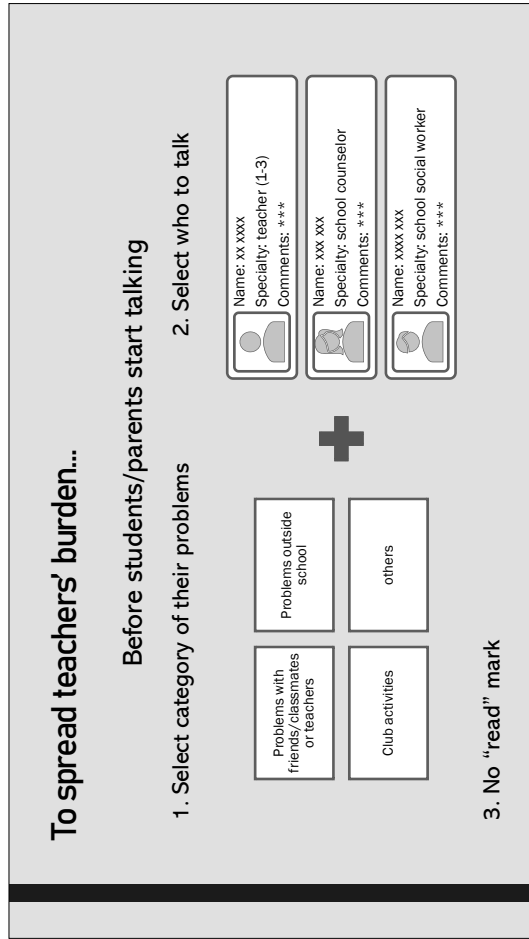 To spread teachers’ burden...
Before students/parents start talking
1. Select category of their problems
Problems with
friends/classmates
or teachers
Problems outside
school
Club activities
others
2. Select who to talk
Name: xx xxxx
Specialty: teacher (1-3)
Comments: ***
Name: xxx xxx
Specialty: school counselor
Comments: ***
Name: xxxx xxx
Specialty: school social worker
Comments: ***
3. No “read” mark